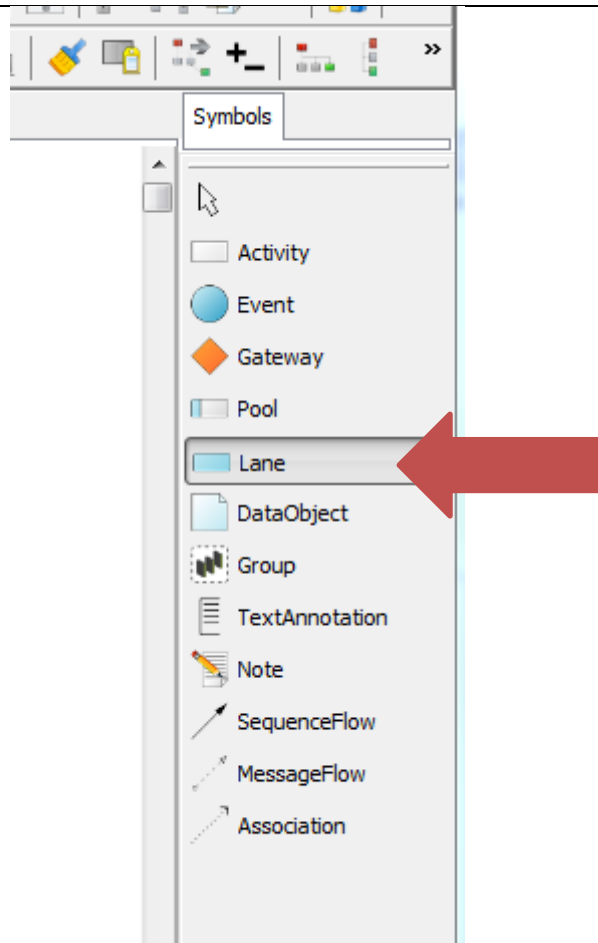 »
Symbols
Activity
Event
Gateway
Pool
Lane
DataObject
Group
TextAnnotation
Note
SequenceFlow
MessageFlow
Association